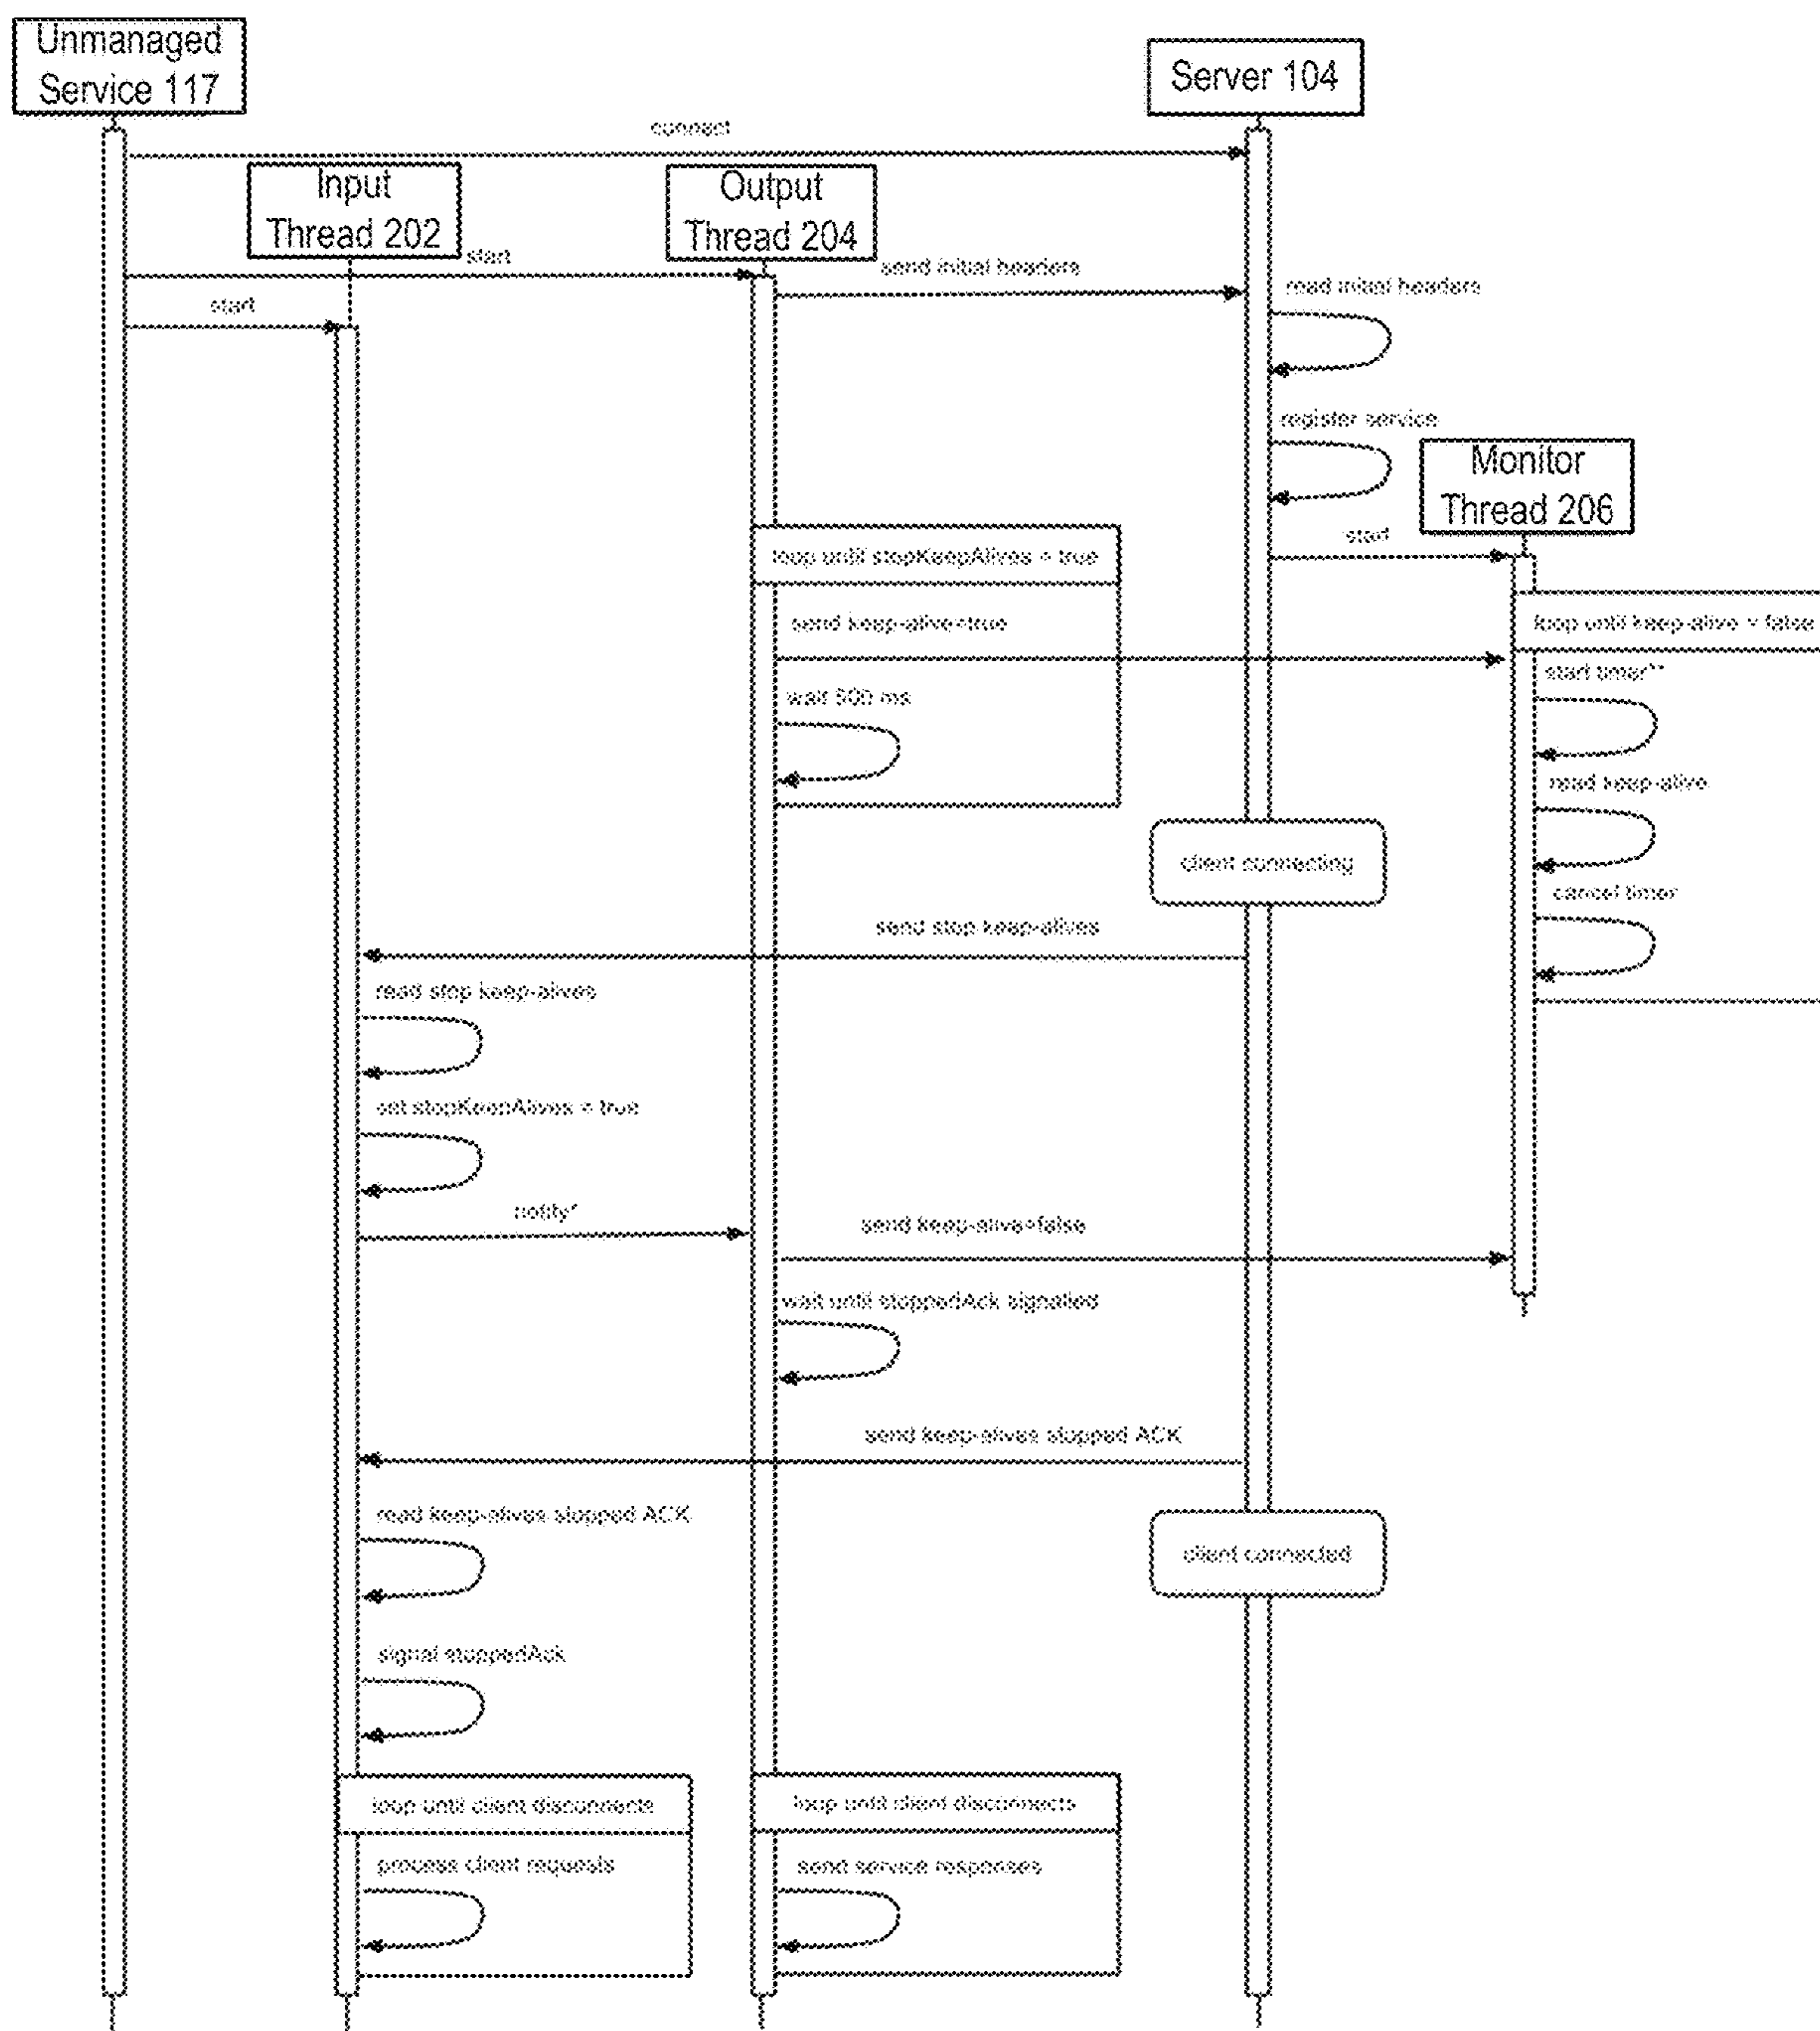 Unmanaged
Service 117
Server 104
connect
Input
Thread 202
Output
Thread 204
start
send initial headers
read initial headers
start
register service
Monitor
Thread 206
start
loop until stopKeepAlives = true
loop until keep-alive = false
send keep-alive=true
start timer**
wait 500 ms
read keep-alive
client connecting
cancel timer
send stop keep-alives
read stop keep-alives
set stopKeepAlives = true
notify*
send keep-alive=false
wait until stoppedAck signalled
send keep-alives stopped ACK
read keep-alives stopped ACK
client connected
signal stoppedAck
loop until client disconnects
loop until client disconnects
process client requests
send service responses